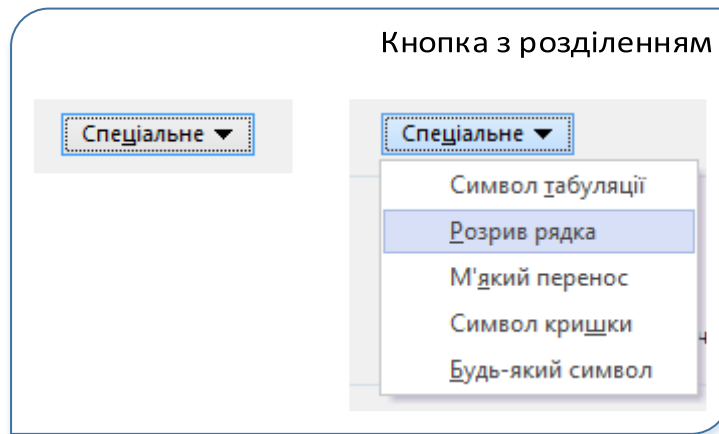 Кнопка з розділенням
Спеціальне
Спеціальне
Символ табуляції
Розрив рядка
М'який перенос
Символ кришки
Будь-який символ